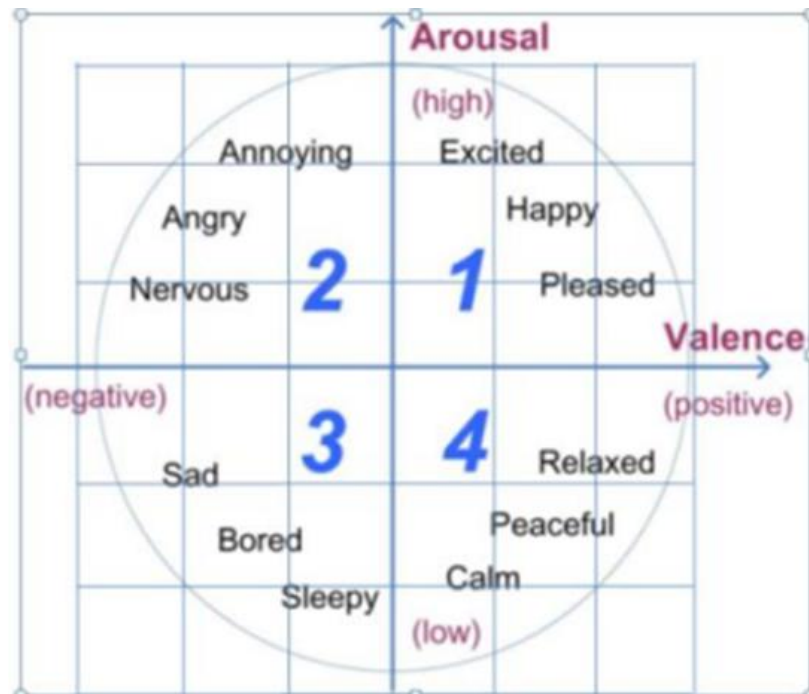 Arousal
(high)
Annoying
Excited
Angry
Happy
2
1
Nervous
Pleased
Valence
(negative)
(positive)
3
4
Sad
Relaxed
Bored
Peaceful
Sleepy
Calm
(low)